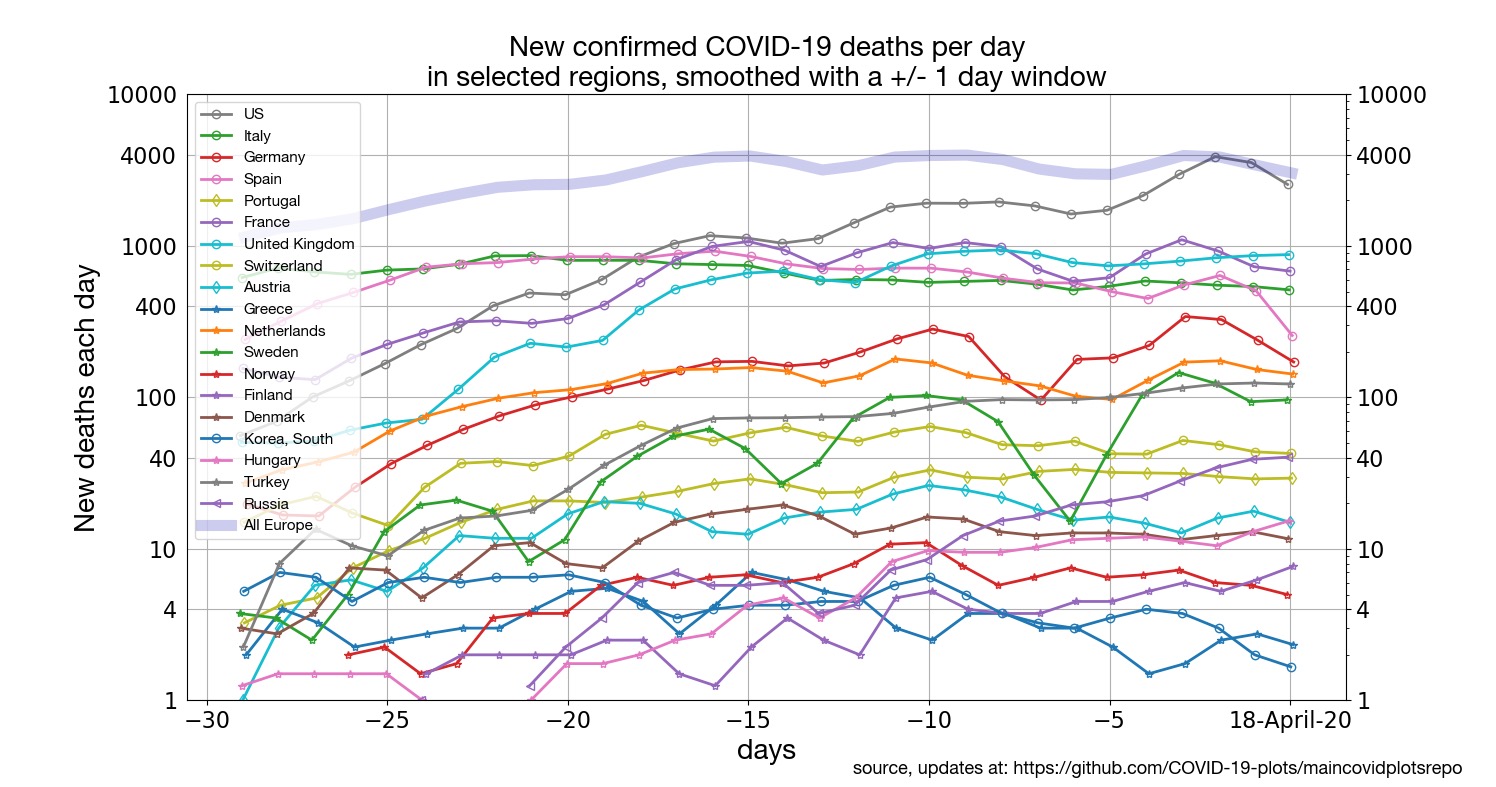 New confirmed COVID-19 deaths per day
in selected regions, smoothed with a +/- 1 day window
10000
4000
1000
400
100
40
10
4
1
New deaths each day
US
Italy
Germany
Spain
Portugal
France
United Kingdom
Switzerland
Austria
Greece
Netherlands
Sweden
Norway
Finland
Denmark
Korea, South
Hungary
Turkey
Russia
All Europe
10000
4000
1000
400
100
40
10
4
1
−30 −25 −20 −15 −10 −5 18-April-20
days
source, updates at: https://github.com/COVID-19-plots/maincovidplotsrepo